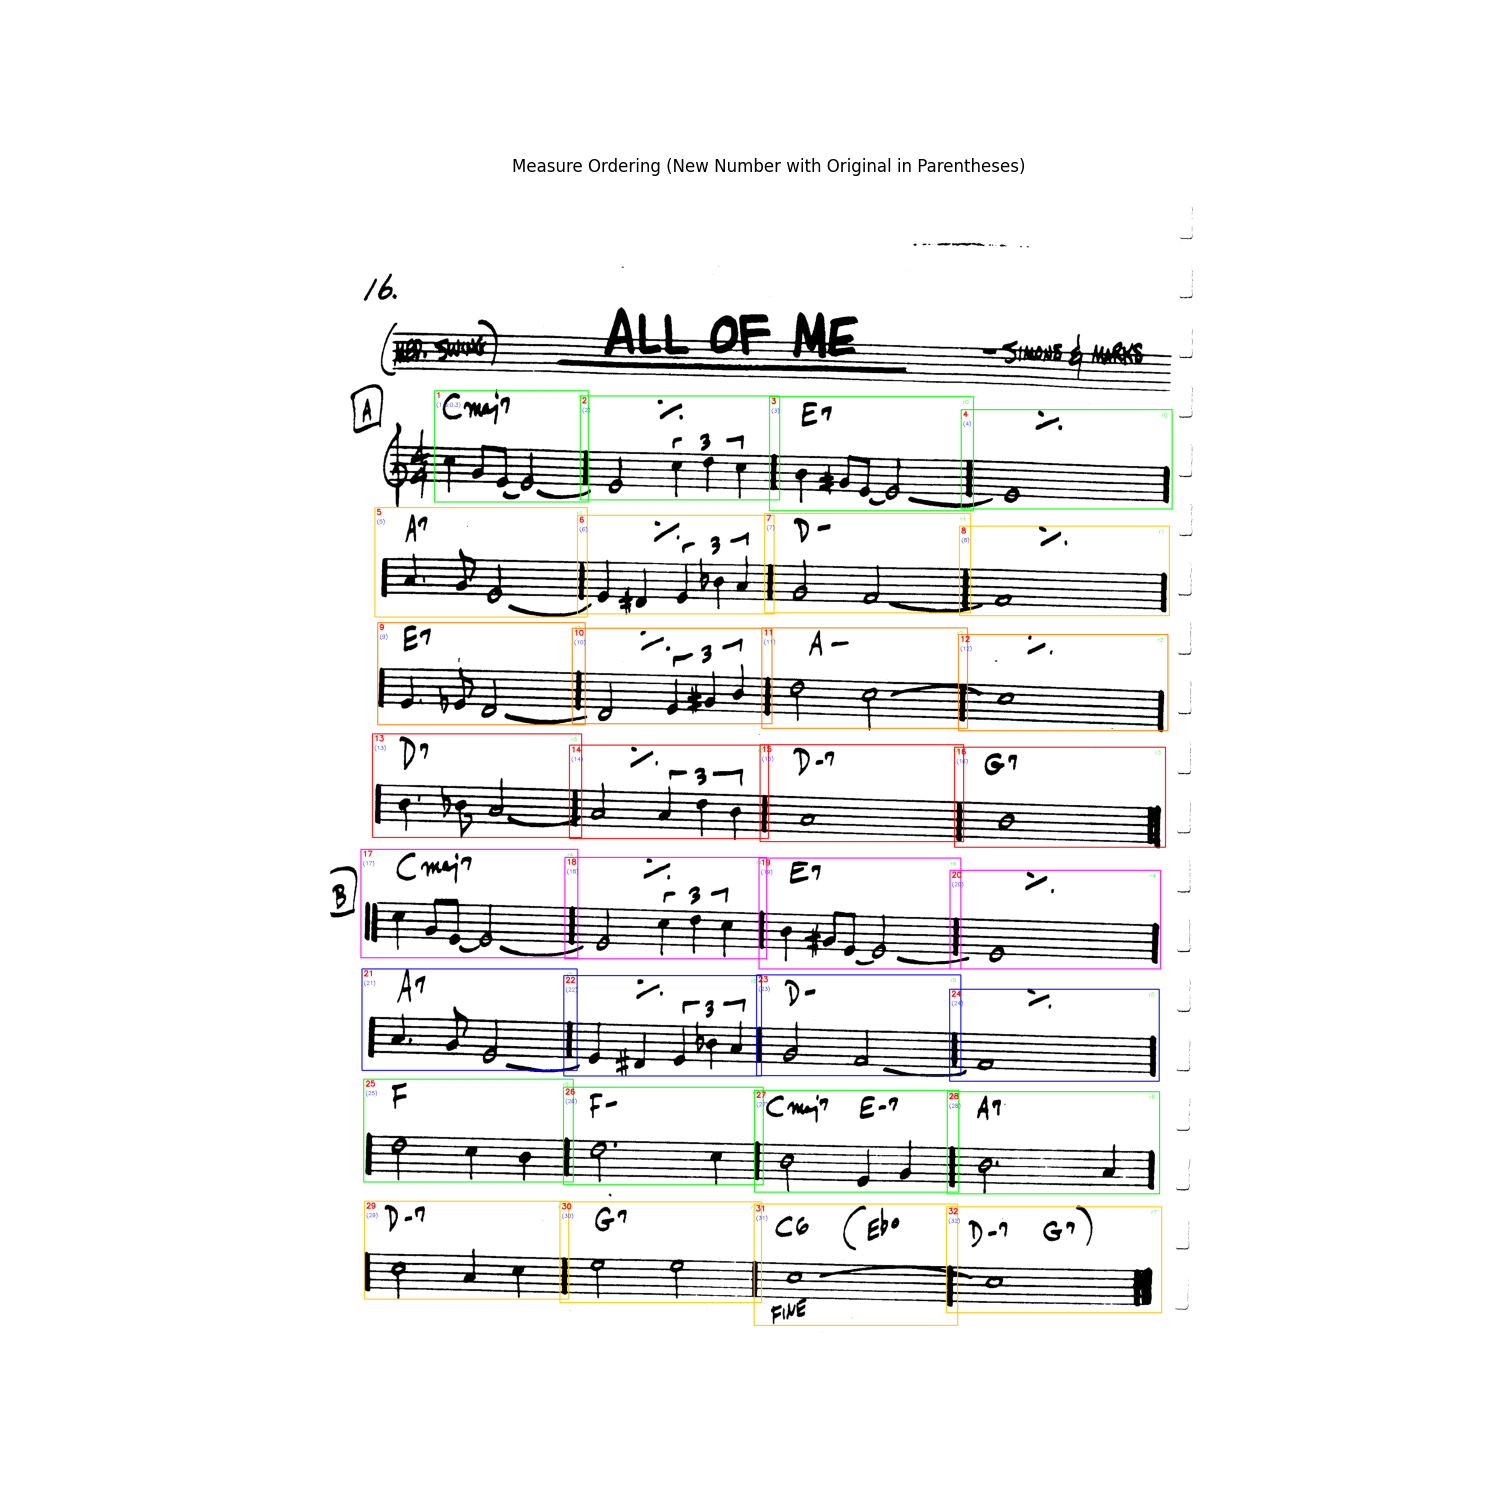 Measure Ordering (New Number with Original in Parentheses)
16.
(MED. SWING) ALL OF ME - SIMONS & MARKS
A
1 2 3 4
(2) (3) (4)
Cmaj7 ٪ E7 ٪
3
4
4
5 6 7 8
(5) (6) (7) (8)
A7 ٪ D- ٪
3
9 10 11 12
(9) (10) (11) (12)
E7 ٪ A- ٪
3
13 14 15 16
(13) (14) (15) (16)
D7 ٪ D-7 G7
3
B
17 18 19 20
(17) (18) (19) (20)
Cmaj7 ٪ E7 ٪
3
21 22 23 24
(21) (22) (23) (24)
A7 ٪ D- ٪
3
25 26 27 28
(25) (26) (27) (28)
F F- Cmaj7 E-7 A7
29 30 31 32
(29) (30) (31) (32)
D-7 G7 C6 (Ebo D-7 G7)
FINE